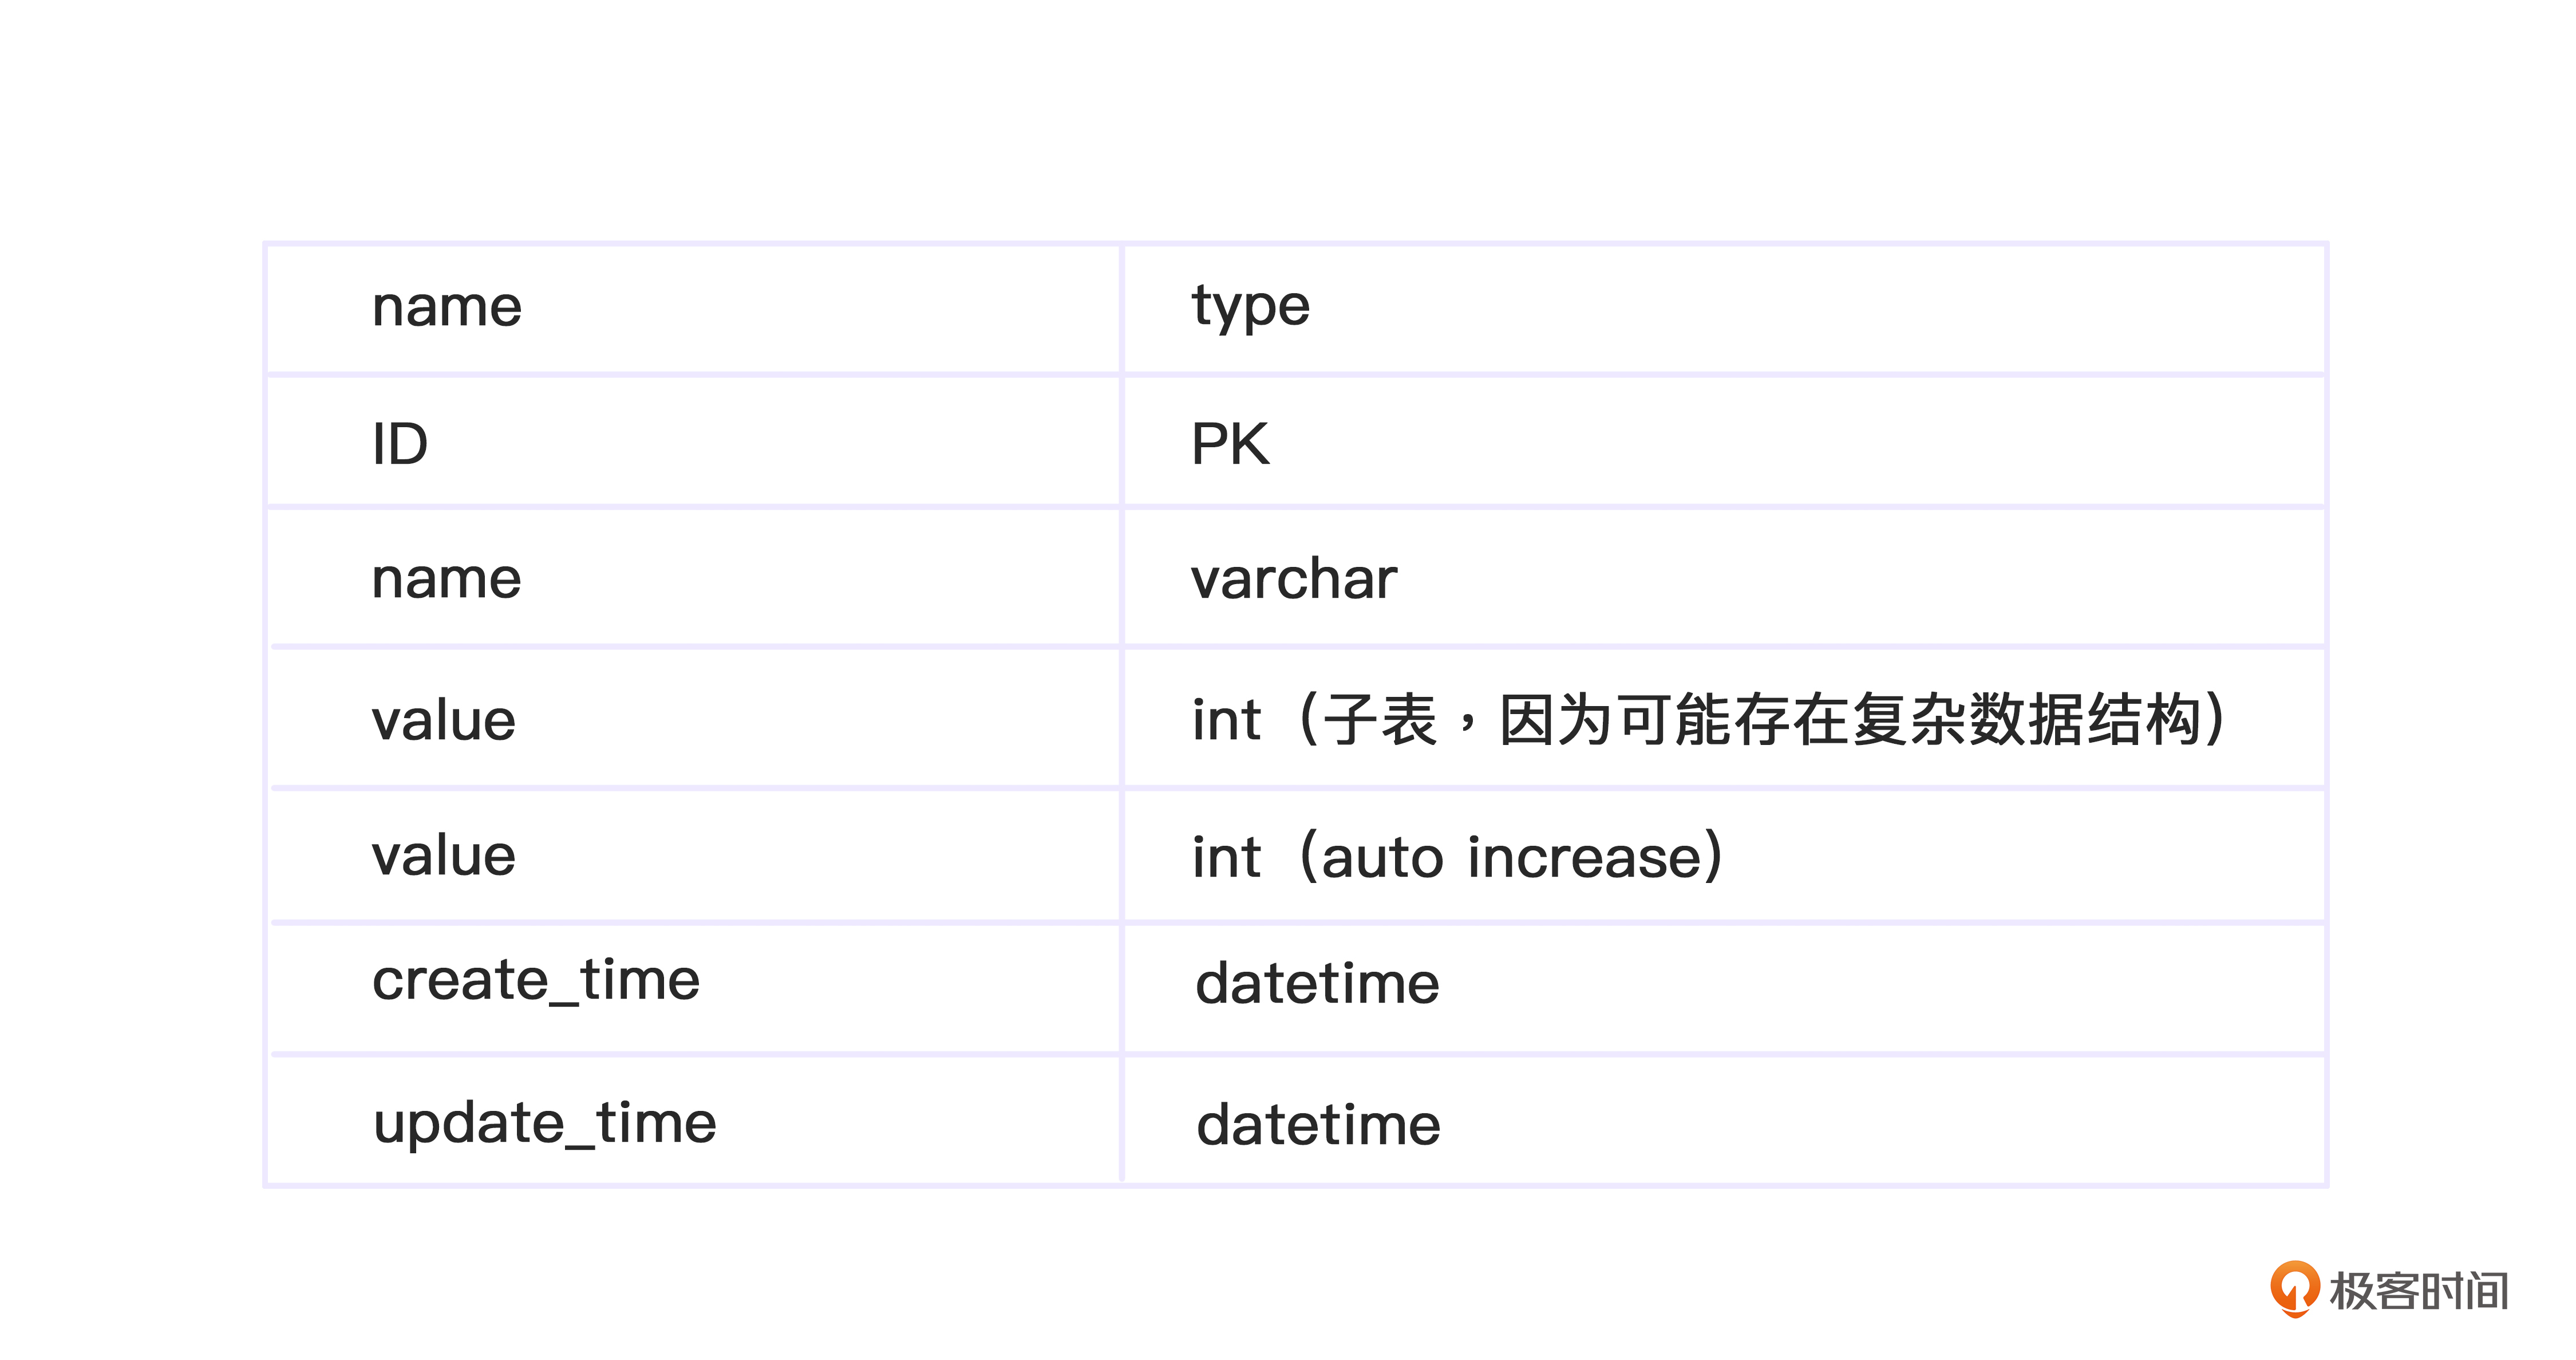 name type
ID PK
name varchar
value int（子表，因为可能存在复杂数据结构）
value int（auto increase）
create_time datetime
update_time datetime
极客时间